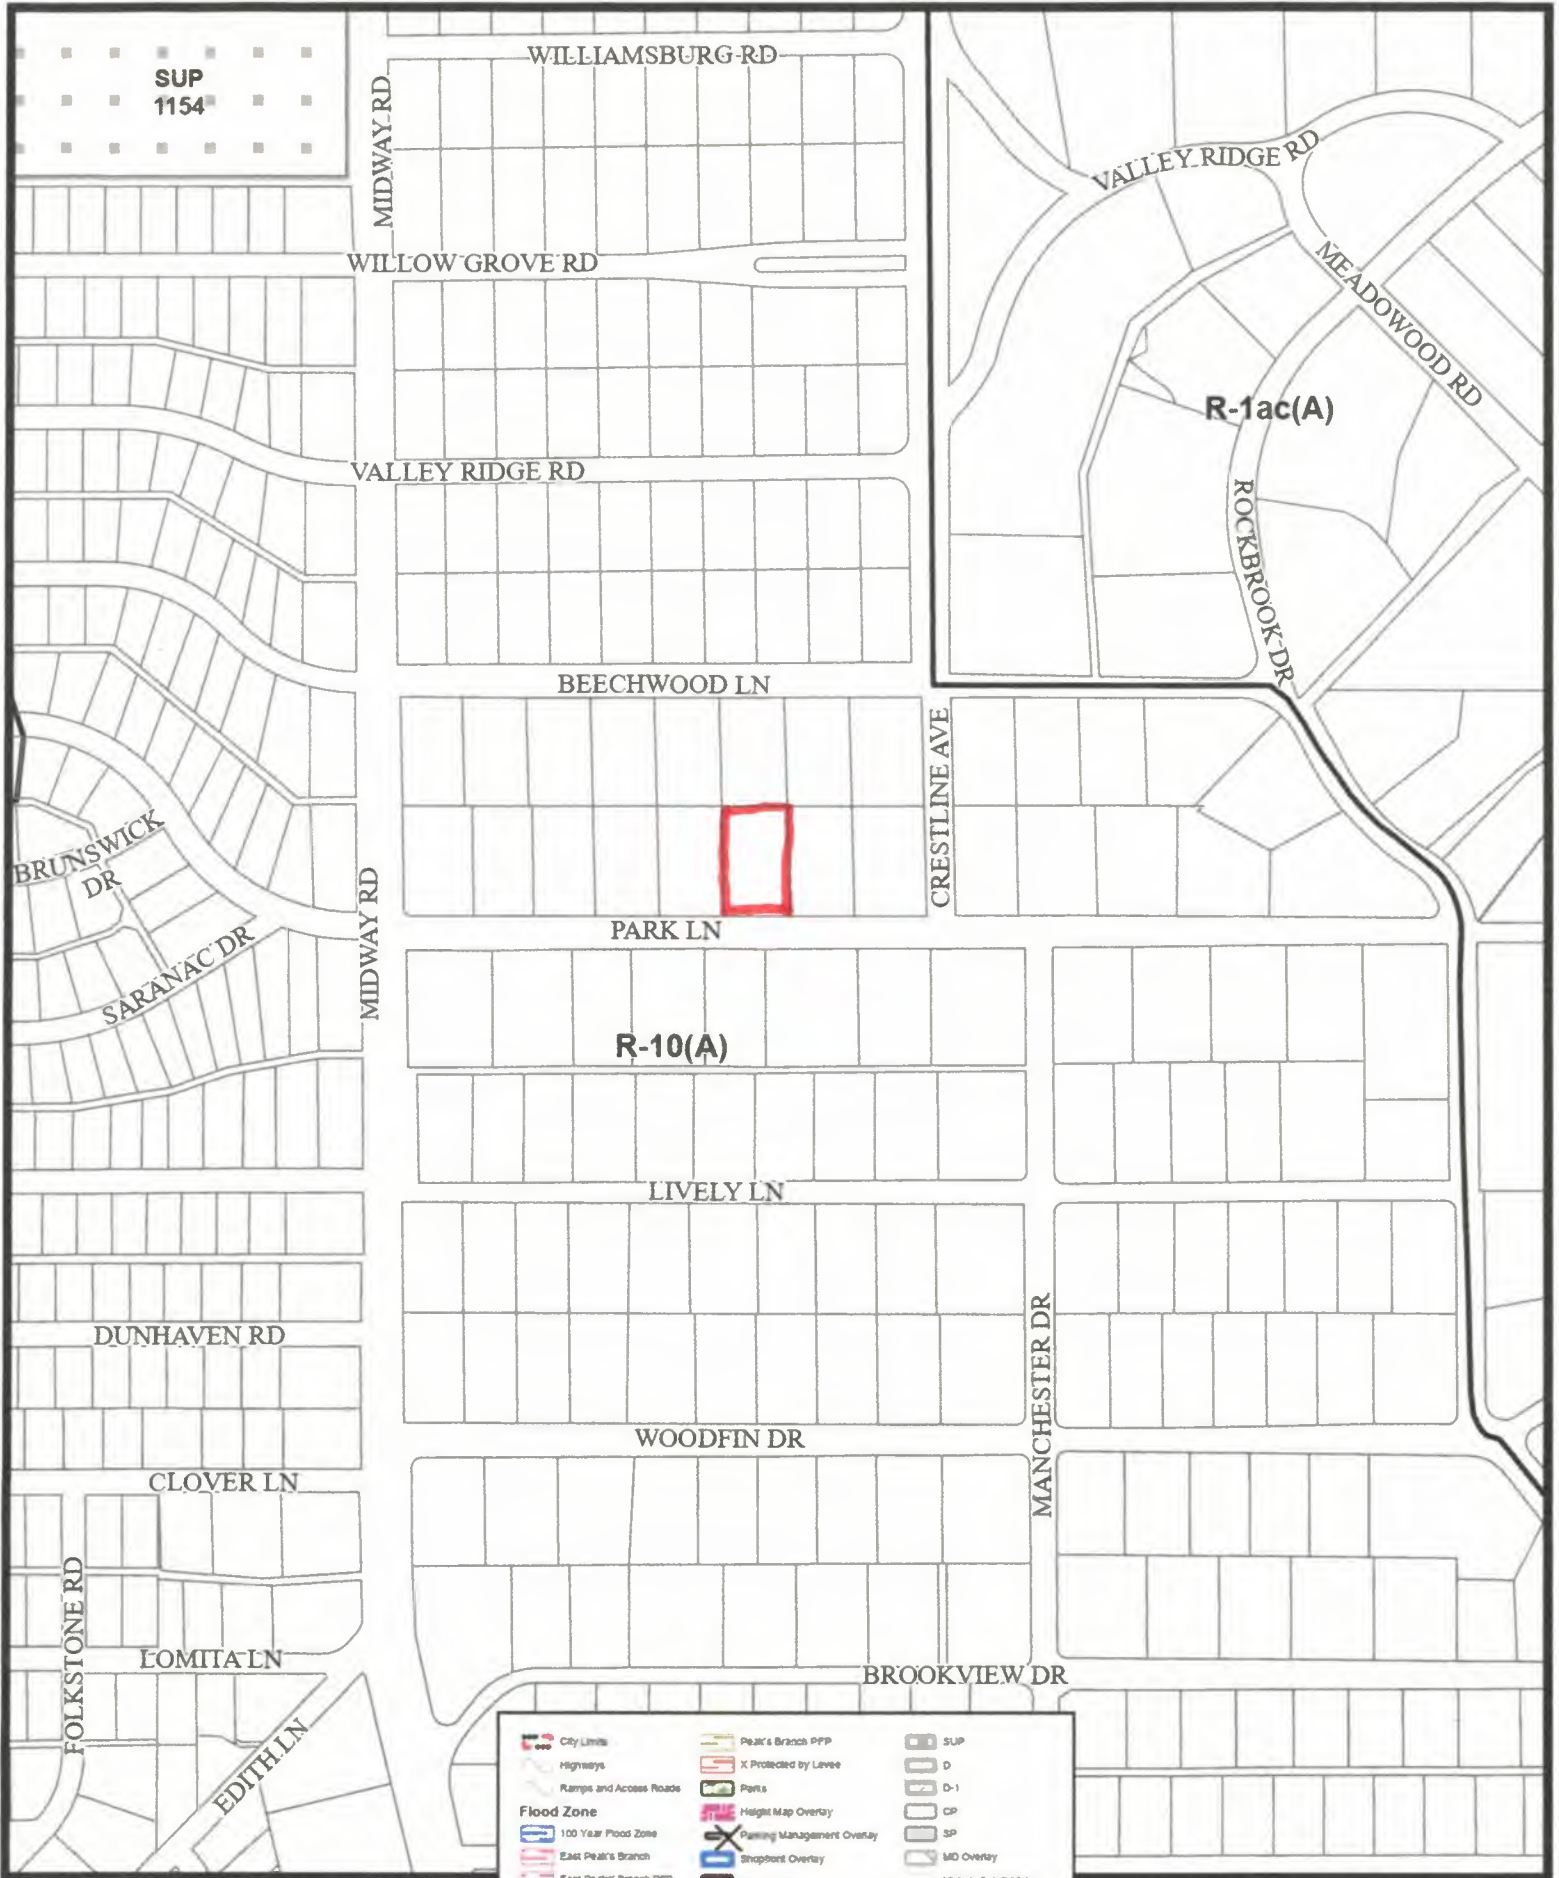 WILLIAMSBURG RD
SUP
1154
MIDWAY RD
VALLEY RIDGE RD
WILLOW GROVE RD
MEADOWOOD RD
R-1ac(A)
VALLEY RIDGE RD
ROCKBROOK DR
BEECHWOOD LN
CRESTLINE AVE
BRUNSWICK
DR
MIDWAY RD
PARK LN
SARANAC DR
R-10(A)
LIVELY LN
DUNHAVEN RD
MANCHESTER DR
WOODFIN DR
CLOVER LN
FOLKSTONE RD
LOMITA LN
BROOKVIEW DR
EDITH LN
City Limits
Highways
Ramps and Access Roads
Flood Zone
100 Year Flood Zone
East Peak's Branch
Peak's Branch PFP
X Protected by Levee
Parks
Height Map Overlay
Parking Management Overlay
Shopfront Overlay
SUP
D
D-1
CP
SP
MD Overlay